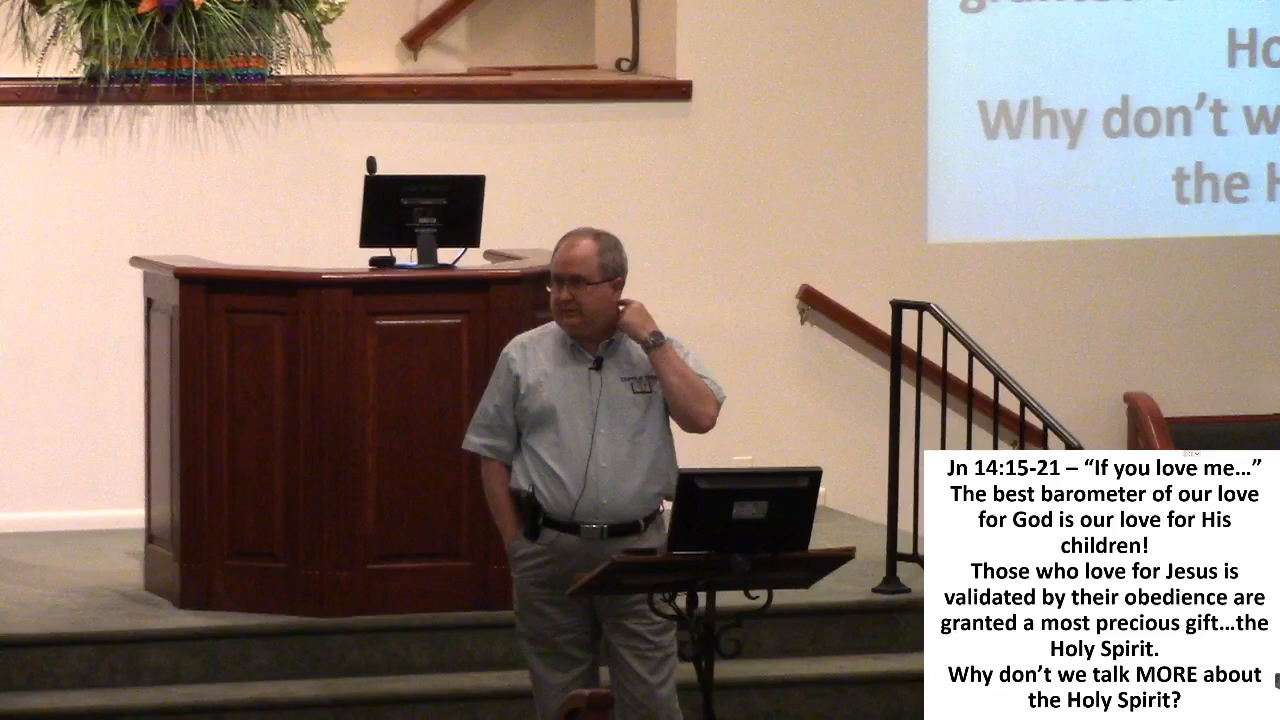 Ho
Why don't w
the H
Jn 14:15-21 – “If you love me…”
The best barometer of our love
for God is our love for His
children!
Those who love for Jesus is
validated by their obedience are
granted a most precious gift…the
Holy Spirit.
Why don’t we talk MORE about
the Holy Spirit?